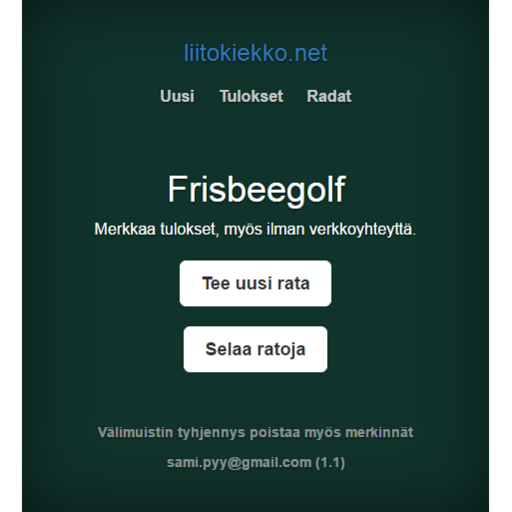 liitokiekko.net
Uusi Tulokset Radat
Frisbeegolf
Merkkaa tulokset, myös ilman verkkoyhteyttä.
Tee uusi rata
Selaa ratoja
Välimuistin tyhjennys poistaa myös merkinnät
sami.pyy@gmail.com (1.1)